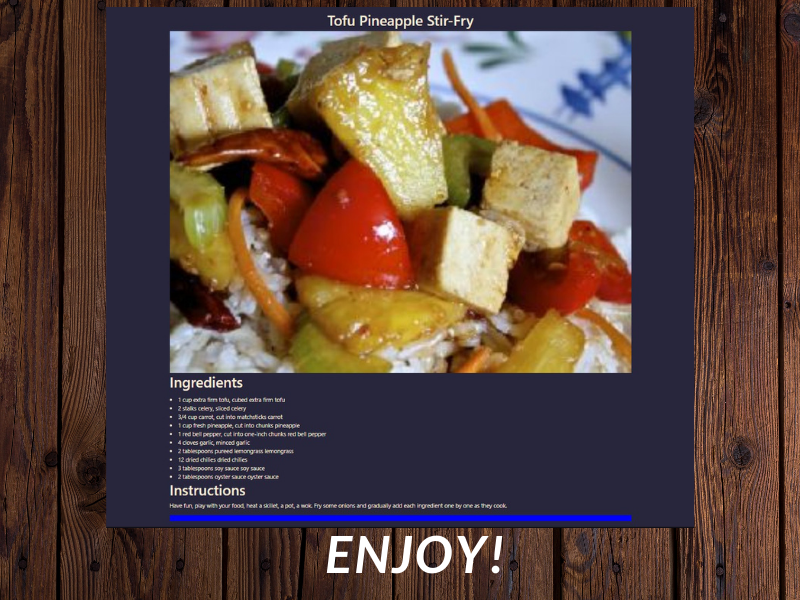 Tofu Pineapple Stir-Fry
Ingredients
1 cup extra firm tofu, cubed extra firm tofu
2 stalks celery, sliced celery
3/4 cup carrot, cut into matchsticks carrot
1 cup fresh pineapple, cut into chunks pineapple
1 red bell pepper, cut into one-inch chunks red bell pepper
4 cloves garlic, minced garlic
2 tablespoons pureed lemongrass lemongrass
12 dried chilies dried chilies
3 tablespoons soy sauce soy sauce
2 tablespoons oyster sauce oyster sauce
Instructions
Have fun, play with your food, heat a skillet, a pot, a wok. Fry some onions and gradually add each ingredient one by one as they cook.
ENJOY!